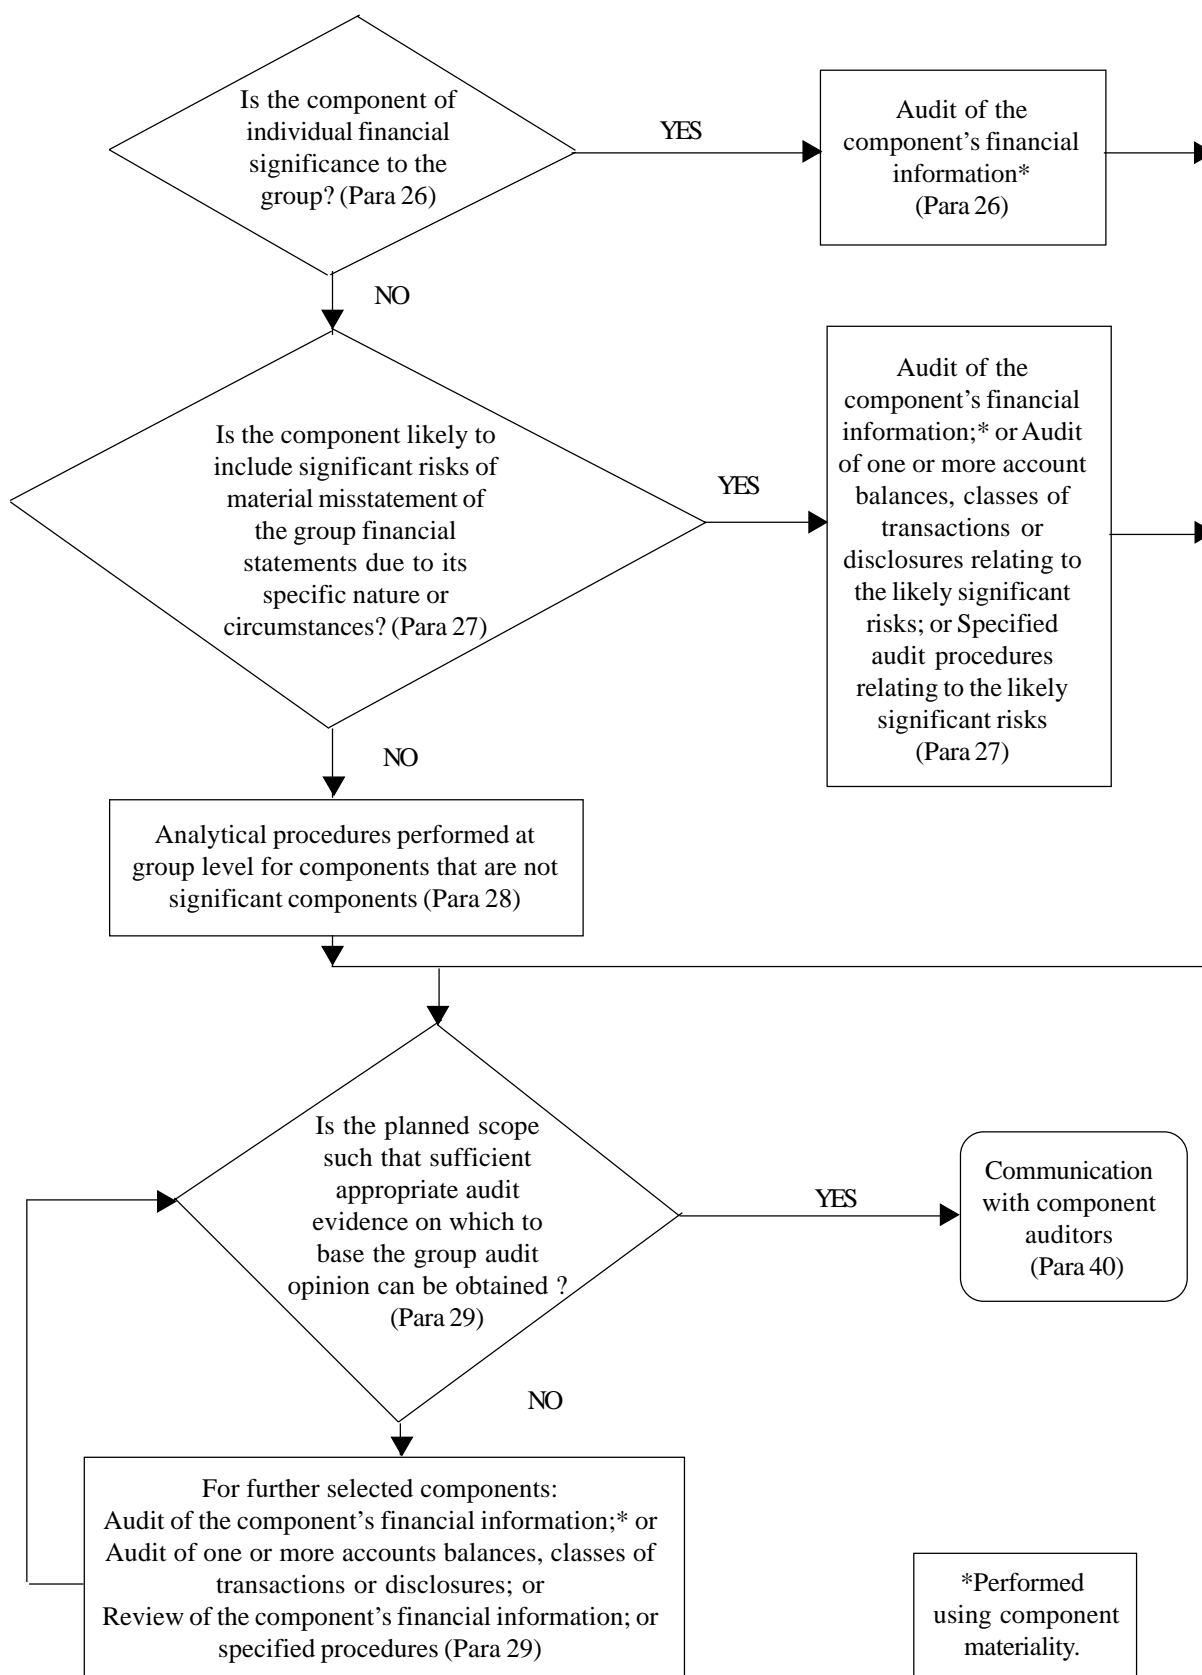 Is the component of
individual financial
significance to the
group? (Para 26)
YES
Audit of the
component’s financial
information*
(Para 26)
NO
Is the component likely to
include significant risks of
material misstatement of
the group financial
statements due to its
specific nature or
circumstances? (Para 27)
YES
Audit of the
component’s financial
information;* or Audit
of one or more account
balances, classes of
transactions or
disclosures relating to
the likely significant
risks; or Specified
audit procedures
relating to the likely
significant risks
(Para 27)
NO
Analytical procedures performed at
group level for components that are not
significant components (Para 28)
Is the planned scope
such that sufficient
appropriate audit
evidence on which to
base the group audit
opinion can be obtained ?
(Para 29)
YES
Communication
with component
auditors
(Para 40)
NO
For further selected components:
Audit of the component’s financial information;* or
Audit of one or more accounts balances, classes of
transactions or disclosures; or
Review of the component’s financial information; or
specified procedures (Para 29)
*Performed
using component
materiality.